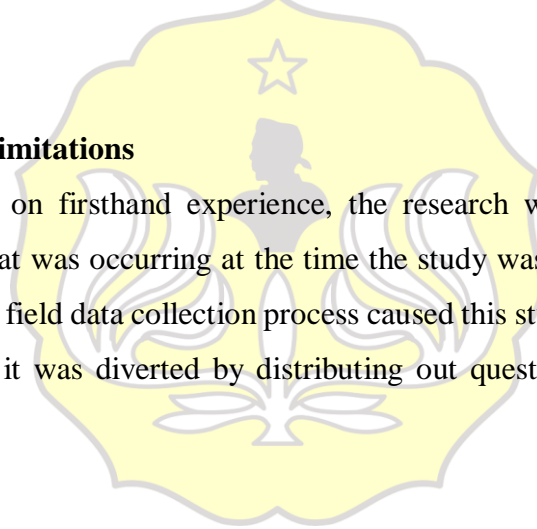 imitations
on firsthand experience, the research w
at was occurring at the time the study was
field data collection process caused this st
it was diverted by distributing out quest